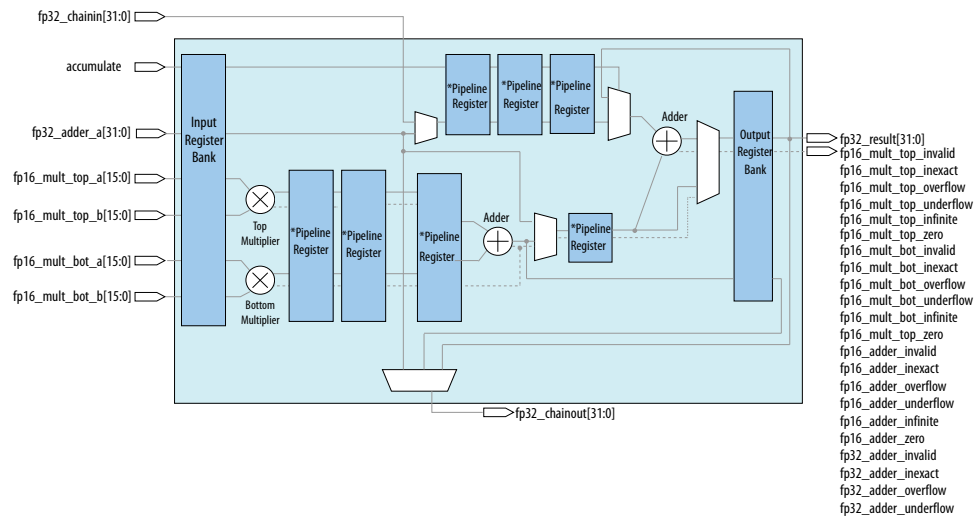 fp32_chainin[31:0]
accumulate
fp32_adder_a[31:0]
fp16_mult_top_a[15:0]
fp16_mult_top_b[15:0]
fp16_mult_bot_a[15:0]
fp16_mult_bot_b[15:0]
Input
Register
Bank
Top
Multiplier
Bottom
Multiplier
*Pipeline
Register
*Pipeline
Register
*Pipeline
Register
*Pipeline
Register
*Pipeline
Register
*Pipeline
Register
Adder
*Pipeline
Register
Adder
Output
Register
Bank
fp32_chainout[31:0]
fp32_result[31:0]
fp16_mult_top_invalid
fp16_mult_top_inexact
fp16_mult_top_overflow
fp16_mult_top_underflow
fp16_mult_top_infinite
fp16_mult_top_zero
fp16_mult_bot_invalid
fp16_mult_bot_inexact
fp16_mult_bot_overflow
fp16_mult_bot_underflow
fp16_mult_bot_infinite
fp16_mult_top_zero
fp16_adder_invalid
fp16_adder_inexact
fp16_adder_overflow
fp16_adder_underflow
fp16_adder_infinite
fp16_adder_zero
fp32_adder_invalid
fp32_adder_inexact
fp32_adder_overflow
fp32_adder_underflow